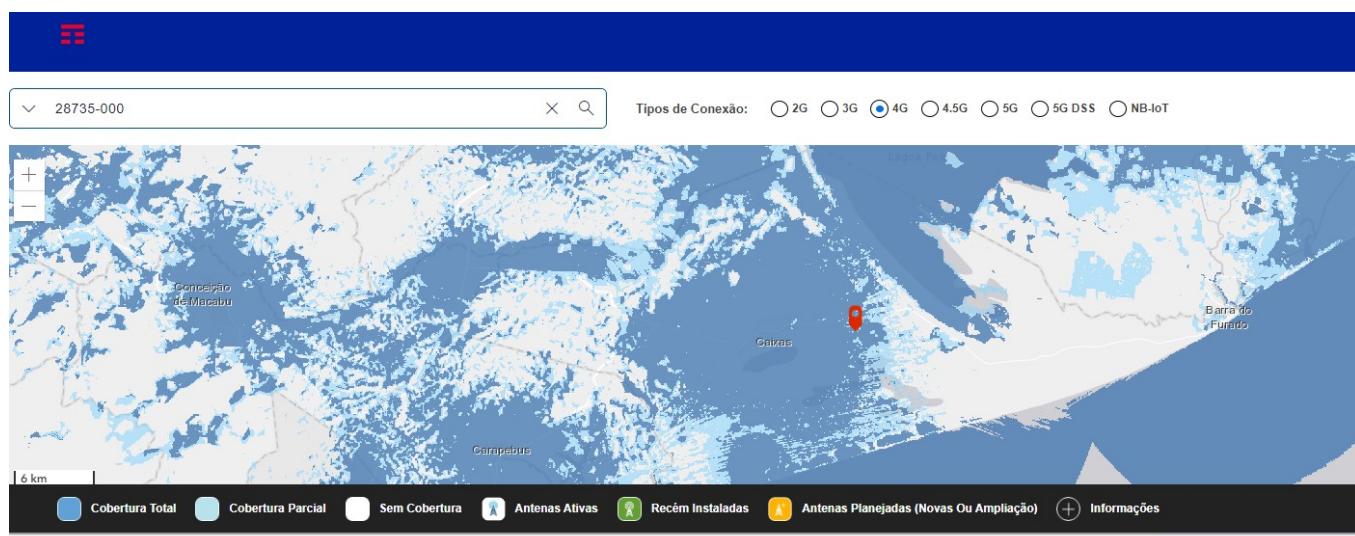 28735-000
Tipos de Conexão: 2G 3G 4G 4.5G 5G 5G DSS NB-IoT
Conceição
de Macabu
Barra do
Furado
Caixas
Carapebus
6 km
Cobertura Total Cobertura Parcial Sem Cobertura Antenas Ativas Recém Instaladas Antenas Planejadas (Novas Ou Ampliação) Informações